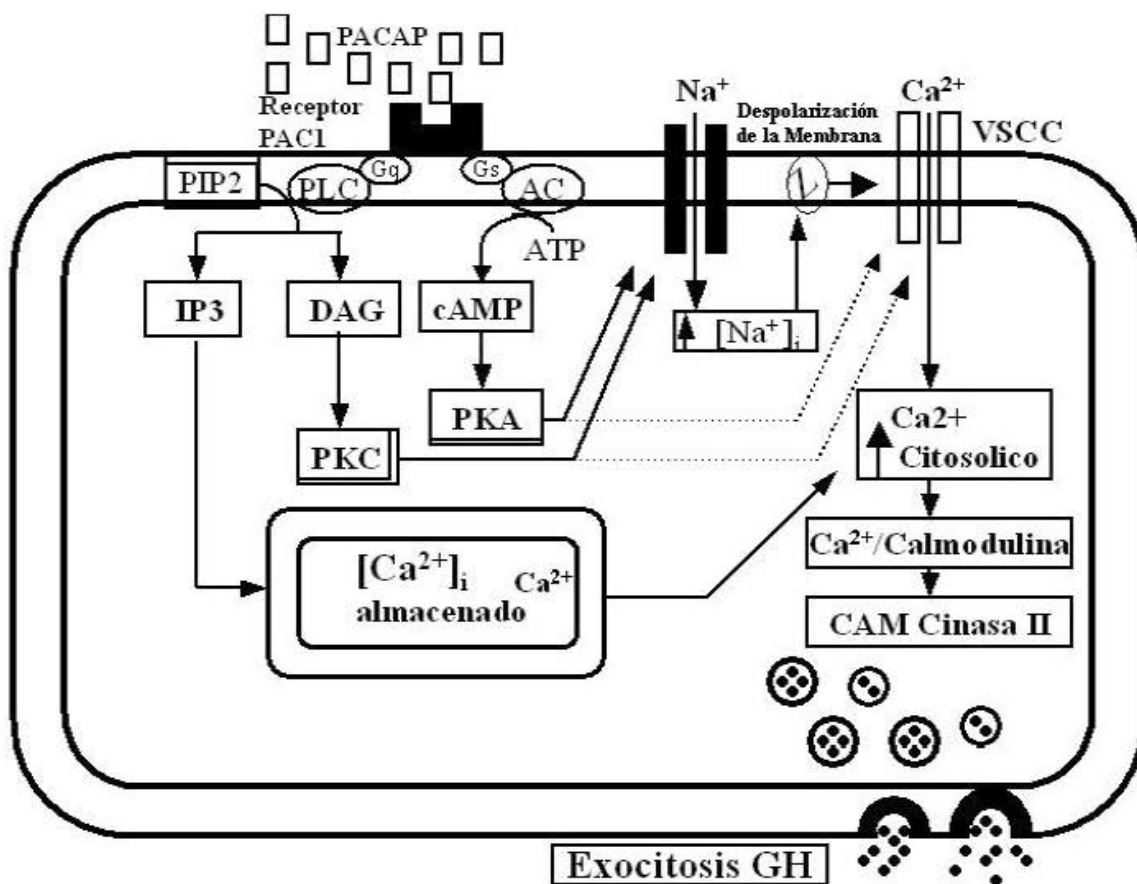 PACAP
Receptor
PAC1
Na⁺
Despolarización
de la Membrana
Ca²⁺
VSCC
PIP2
PLC
Gq
Gs
AC
Z
ATP
IP3
DAG
cAMP
[Na⁺]i
PKA
PKC
Ca2+
Citosolico
[Ca²⁺]i
Ca²⁺
almacenado
Ca²⁺/Calmodulina
CAM Cinasa II
Exocitosis GH